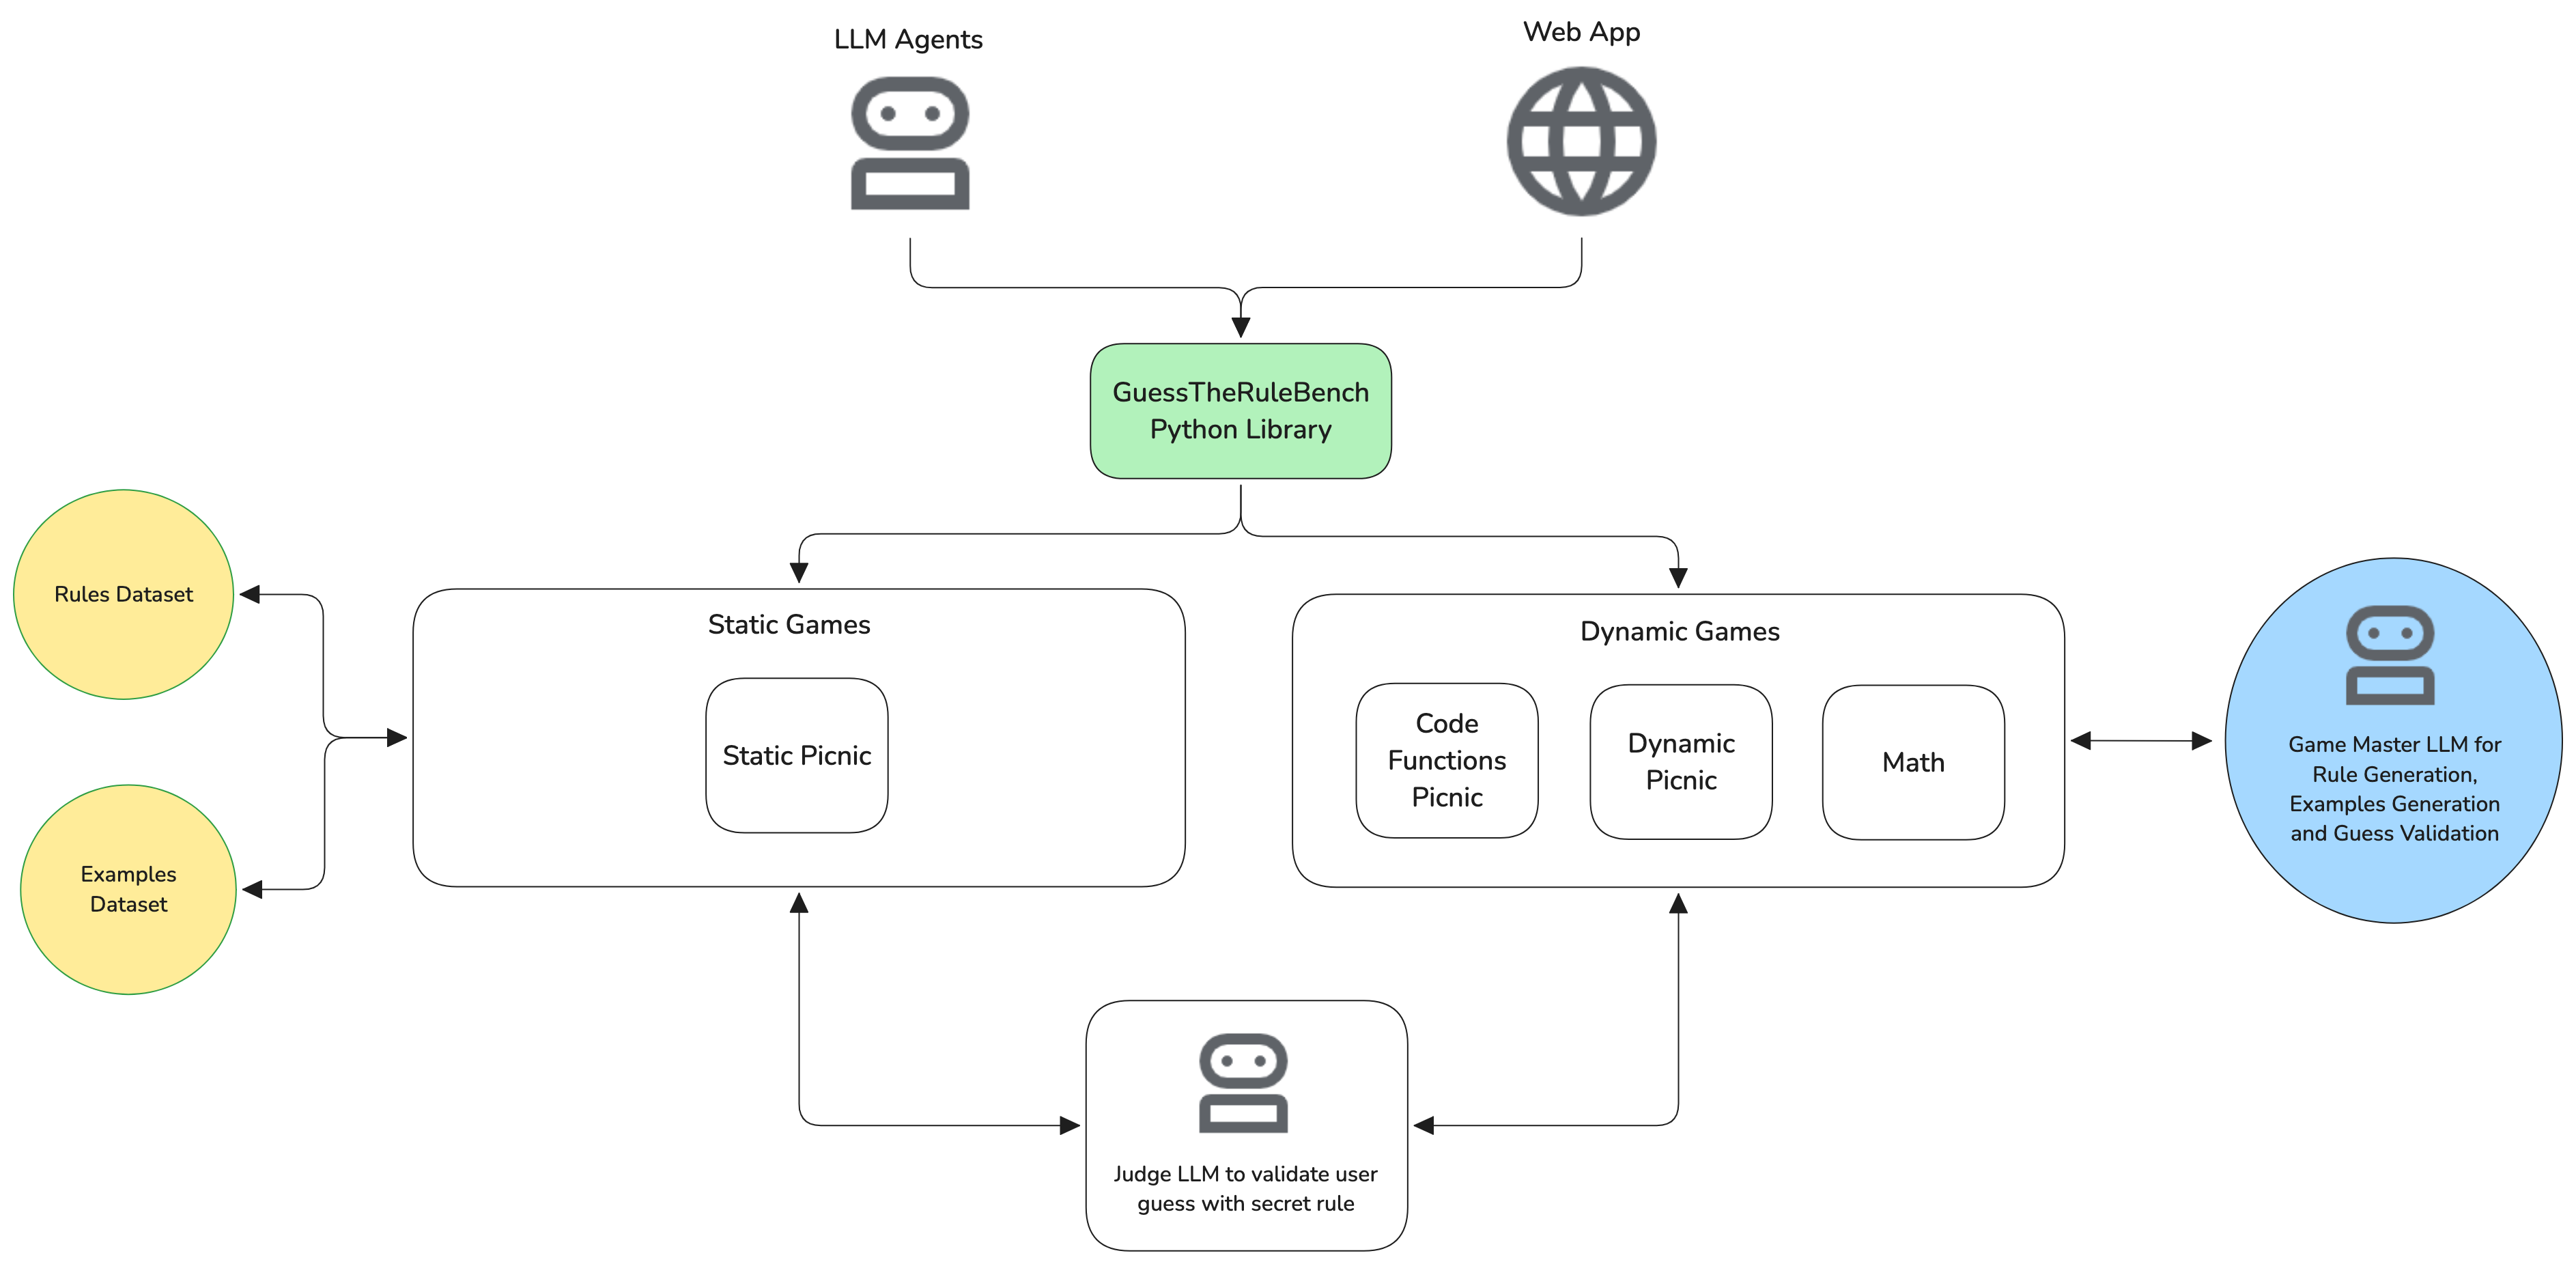 LLM Agents
Web App
GuessTheRuleBench
Python Library
Rules Dataset
Examples
Dataset
Static Games
Static Picnic
Dynamic Games
Code
Functions
Picnic
Dynamic
Picnic
Math
Game Master LLM for
Rule Generation,
Examples Generation
and Guess Validation
Judge LLM to validate user
guess with secret rule